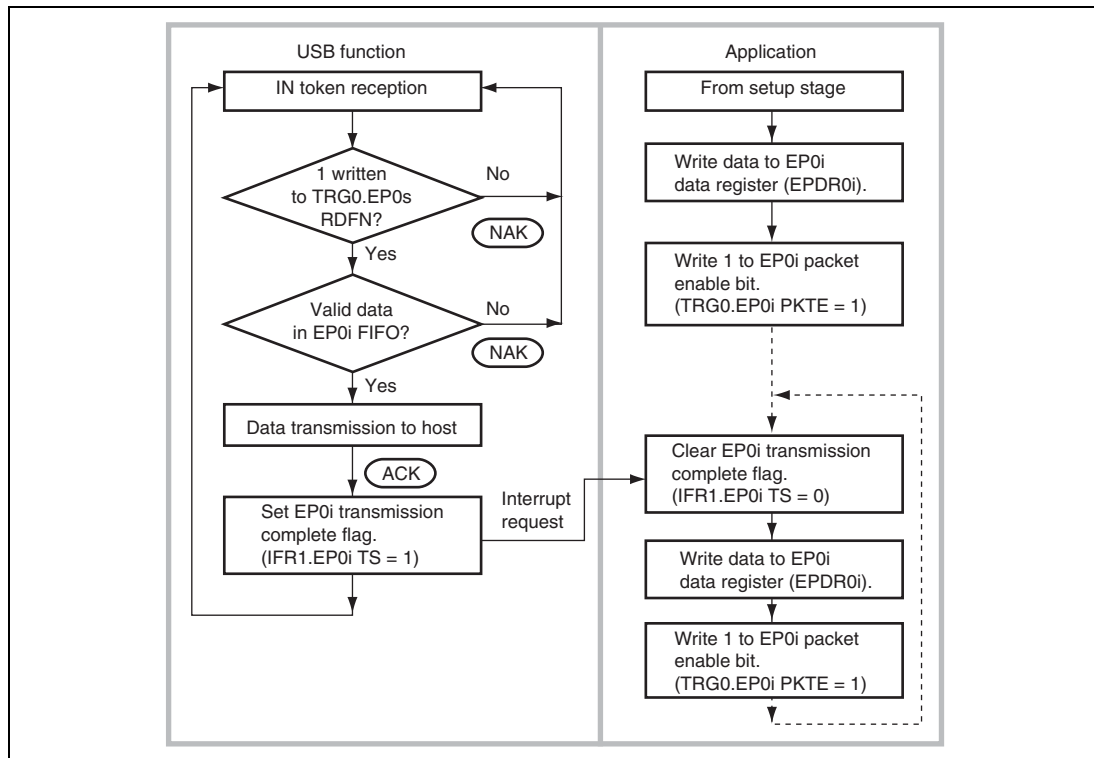 USB function
IN token reception
1 written
to TRG0.EP0s
RDFN?
No
NAK
Yes
Valid data
in EP0i FIFO?
No
NAK
Yes
Data transmission to host
ACK
Set EP0i transmission
complete flag.
(IFR1.EP0i TS = 1)
Interrupt
request
Application
From setup stage
Write data to EP0i
data register (EPDR0i).
Write 1 to EP0i packet
enable bit.
(TRG0.EP0i PKTE = 1)
Clear EP0i transmission
complete flag.
(IFR1.EP0i TS = 0)
Write data to EP0i
data register (EPDR0i).
Write 1 to EP0i packet
enable bit.
(TRG0.EP0i PKTE = 1)